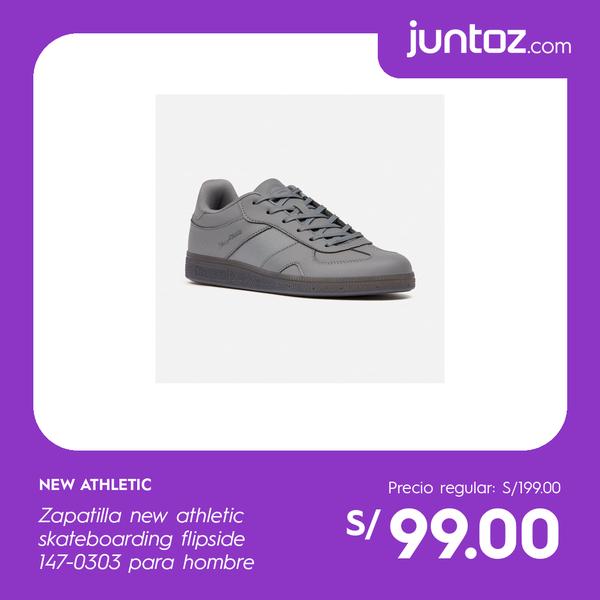 juntoz.com
NEW ATHLETIC
Zapatilla new athletic
skateboarding flipside
147-0303 para hombre
Precio regular: S/199.00
S/ 99.00